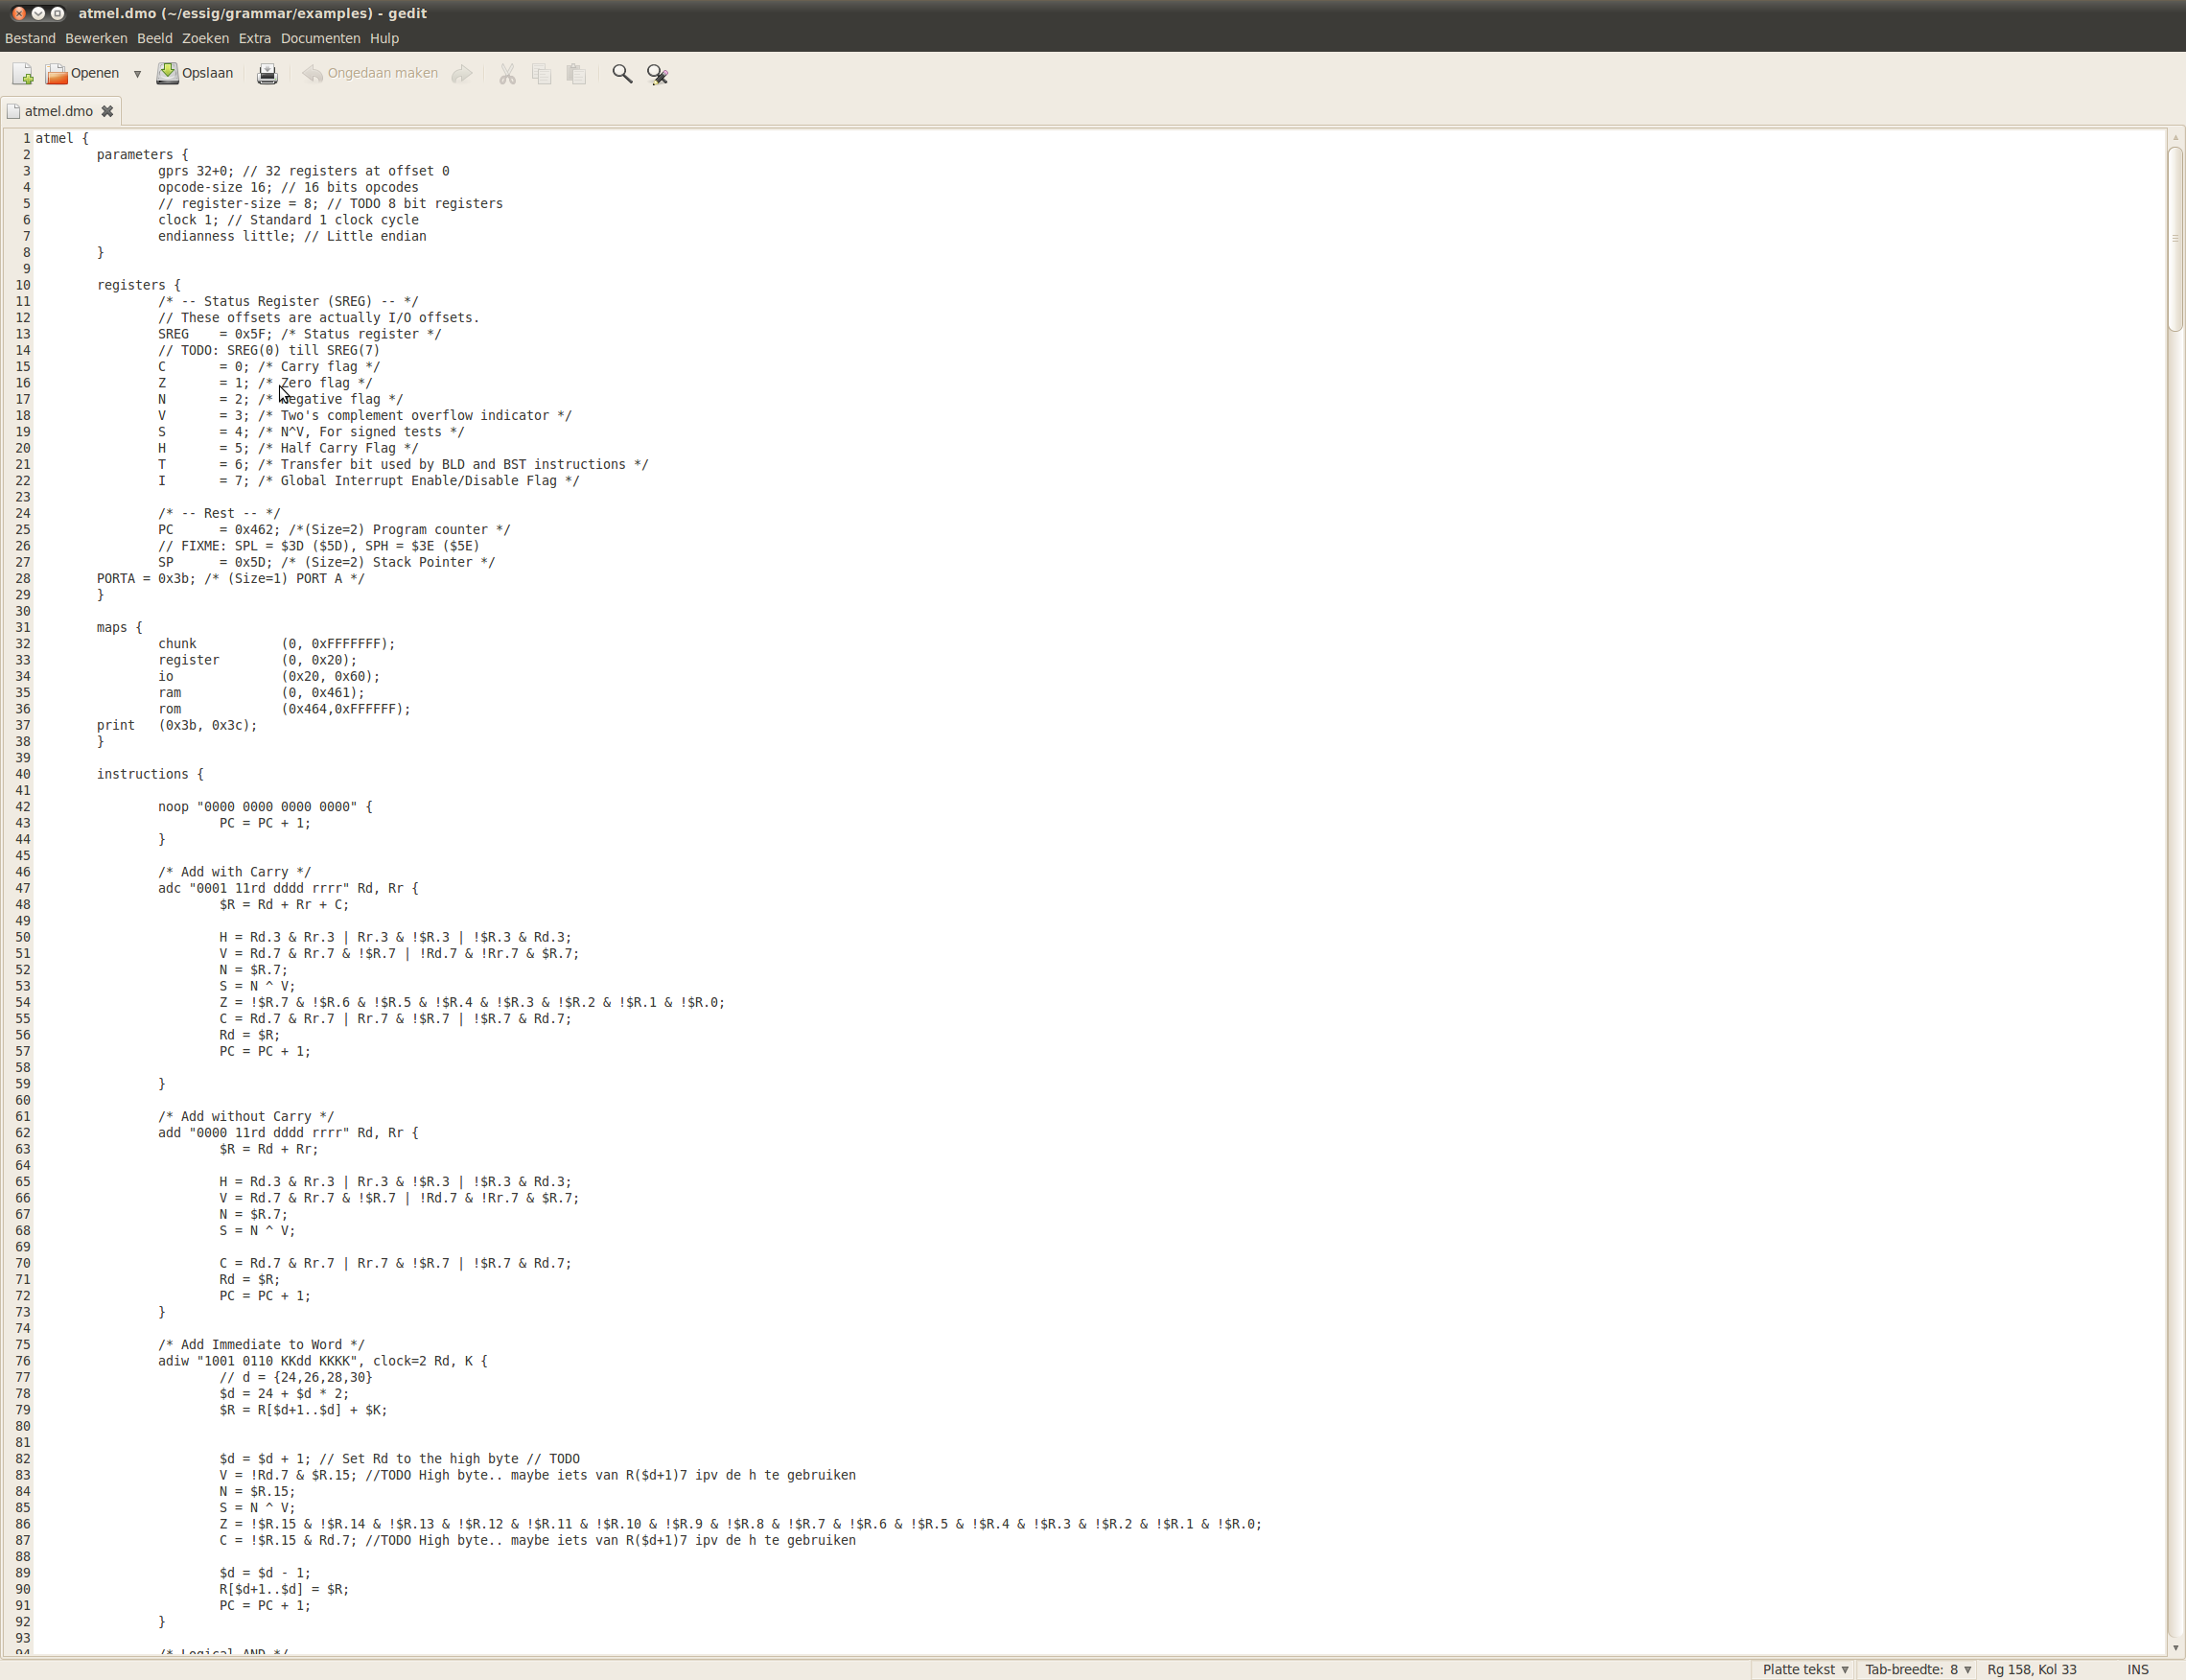 atmel.dmo (~/essig/grammar/examples) - gedit
Bestand Bewerken Beeld Zoeken Extra Documenten Hulp
Openen Opslaan Ongedaan maken
atmel.dmo
1 atmel {
2 parameters {
3 gprs 32+0; // 32 registers at offset 0
4 opcode-size 16; // 16 bits opcodes
5 // register-size = 8; // TODO 8 bit registers
6 clock 1; // Standard 1 clock cycle
7 endianness little; // Little endian
8 }
9
10 registers {
11 /* -- Status Register (SREG) -- */
12 // These offsets are actually I/O offsets.
13 SREG = 0x5F; /* Status register */
14 // TODO: SREG(0) till SREG(7)
15 C = 0; /* Carry flag */
16 Z = 1; /* Zero flag */
17 N = 2; /* Negative flag */
18 V = 3; /* Two's complement overflow indicator */
19 S = 4; /* N^V, For signed tests */
20 H = 5; /* Half Carry Flag */
21 T = 6; /* Transfer bit used by BLD and BST instructions */
22 I = 7; /* Global Interrupt Enable/Disable Flag */
23
24 /* -- Rest -- */
25 PC = 0x462; /*(Size=2) Program counter */
26 // FIXME: SPL = $3D ($5D), SPH = $3E ($5E)
27 SP = 0x5D; /* (Size=2) Stack Pointer */
28 PORTA = 0x3b; /* (Size=1) PORT A */
29 }
30
31 maps {
32 chunk (0, 0xFFFFFFF);
33 register (0, 0x20);
34 io (0x20, 0x60);
35 ram (0, 0x461);
36 rom (0x464,0xFFFFFF);
37 print (0x3b, 0x3c);
38 }
39
40 instructions {
41
42 noop "0000 0000 0000 0000" {
43 PC = PC + 1;
44 }
45
46 /* Add with Carry */
47 adc "0001 11rd dddd rrrr" Rd, Rr {
48 $R = Rd + Rr + C;
49
50 H = Rd.3 & Rr.3 | Rr.3 & !$R.3 | !$R.3 & Rd.3;
51 V = Rd.7 & Rr.7 & !$R.7 | !Rd.7 & !Rr.7 & $R.7;
52 N = $R.7;
53 S = N ^ V;
54 Z = !$R.7 & !$R.6 & !$R.5 & !$R.4 & !$R.3 & !$R.2 & !$R.1 & !$R.0;
55 C = Rd.7 & Rr.7 | Rr.7 & !$R.7 | !$R.7 & Rd.7;
56 Rd = $R;
57 PC = PC + 1;
58
59 }
60
61 /* Add without Carry */
62 add "0000 11rd dddd rrrr" Rd, Rr {
63 $R = Rd + Rr;
64
65 H = Rd.3 & Rr.3 | Rr.3 & !$R.3 | !$R.3 & Rd.3;
66 V = Rd.7 & Rr.7 & !$R.7 | !Rd.7 & !Rr.7 & $R.7;
67 N = $R.7;
68 S = N ^ V;
69
70 C = Rd.7 & Rr.7 | Rr.7 & !$R.7 | !$R.7 & Rd.7;
71 Rd = $R;
72 PC = PC + 1;
73 }
74
75 /* Add Immediate to Word */
76 adiw "1001 0110 KKdd KKKK", clock=2 Rd, K {
77 // d = {24,26,28,30}
78 $d = 24 + $d * 2;
79 $R = R[$d+1..$d] + $K;
80
81
82 $d = $d + 1; // Set Rd to the high byte // TODO
83 V = !Rd.7 & $R.15; //TODO High byte.. maybe iets van R($d+1)7 ipv de h te gebruiken
84 N = $R.15;
85 S = N ^ V;
86 Z = !$R.15 & !$R.14 & !$R.13 & !$R.12 & !$R.11 & !$R.10 & !$R.9 & !$R.8 & !$R.7 & !$R.6 & !$R.5 & !$R.4 & !$R.3 & !$R.2 & !$R.1 & !$R.0;
87 C = !$R.15 & Rd.7; //TODO High byte.. maybe iets van R($d+1)7 ipv de h te gebruiken
88
89 $d = $d - 1;
90 R[$d+1..$d] = $R;
91 PC = PC + 1;
92 }
93
94 /* Logical AND */
Platte tekst Tab-breedte: 8 Rg 158, Kol 33 INS